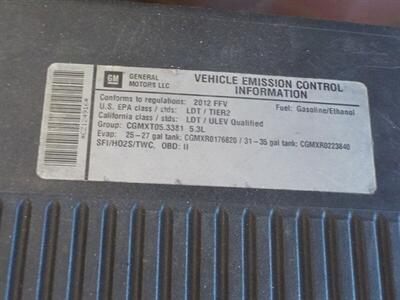 GM
GENERAL MOTORS LLC
VEHICLE EMISSION CONTROL INFORMATION
Conforms to regulations: 2012 FFV
Fuel: Gasoline/Ethanol
U.S. EPA class / stds: LDT / TIER2
California class / stds: LDT / ULEV Qualified
Group: CGMXT05.3381 5.3L
Evap: 25-27 gal tank: CGMXR0176820 / 31-35 gal tank: CGMXR0223840
SFI/HO2S/TWC, OBD: II